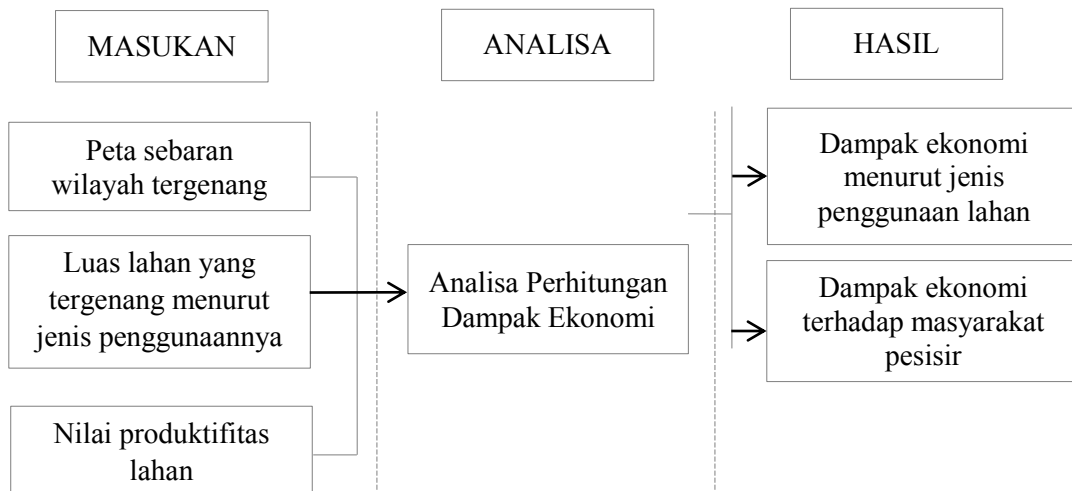 MASUKAN
ANALISA
HASIL
Peta sebaran
wilayah tergenang
Luas lahan yang
tergenang menurut
jenis penggunaannya
Nilai produktifitas
lahan
Analisa Perhitungan
Dampak Ekonomi
Dampak ekonomi
menurut jenis
penggunaan lahan
Dampak ekonomi
terhadap masyarakat
pesisir